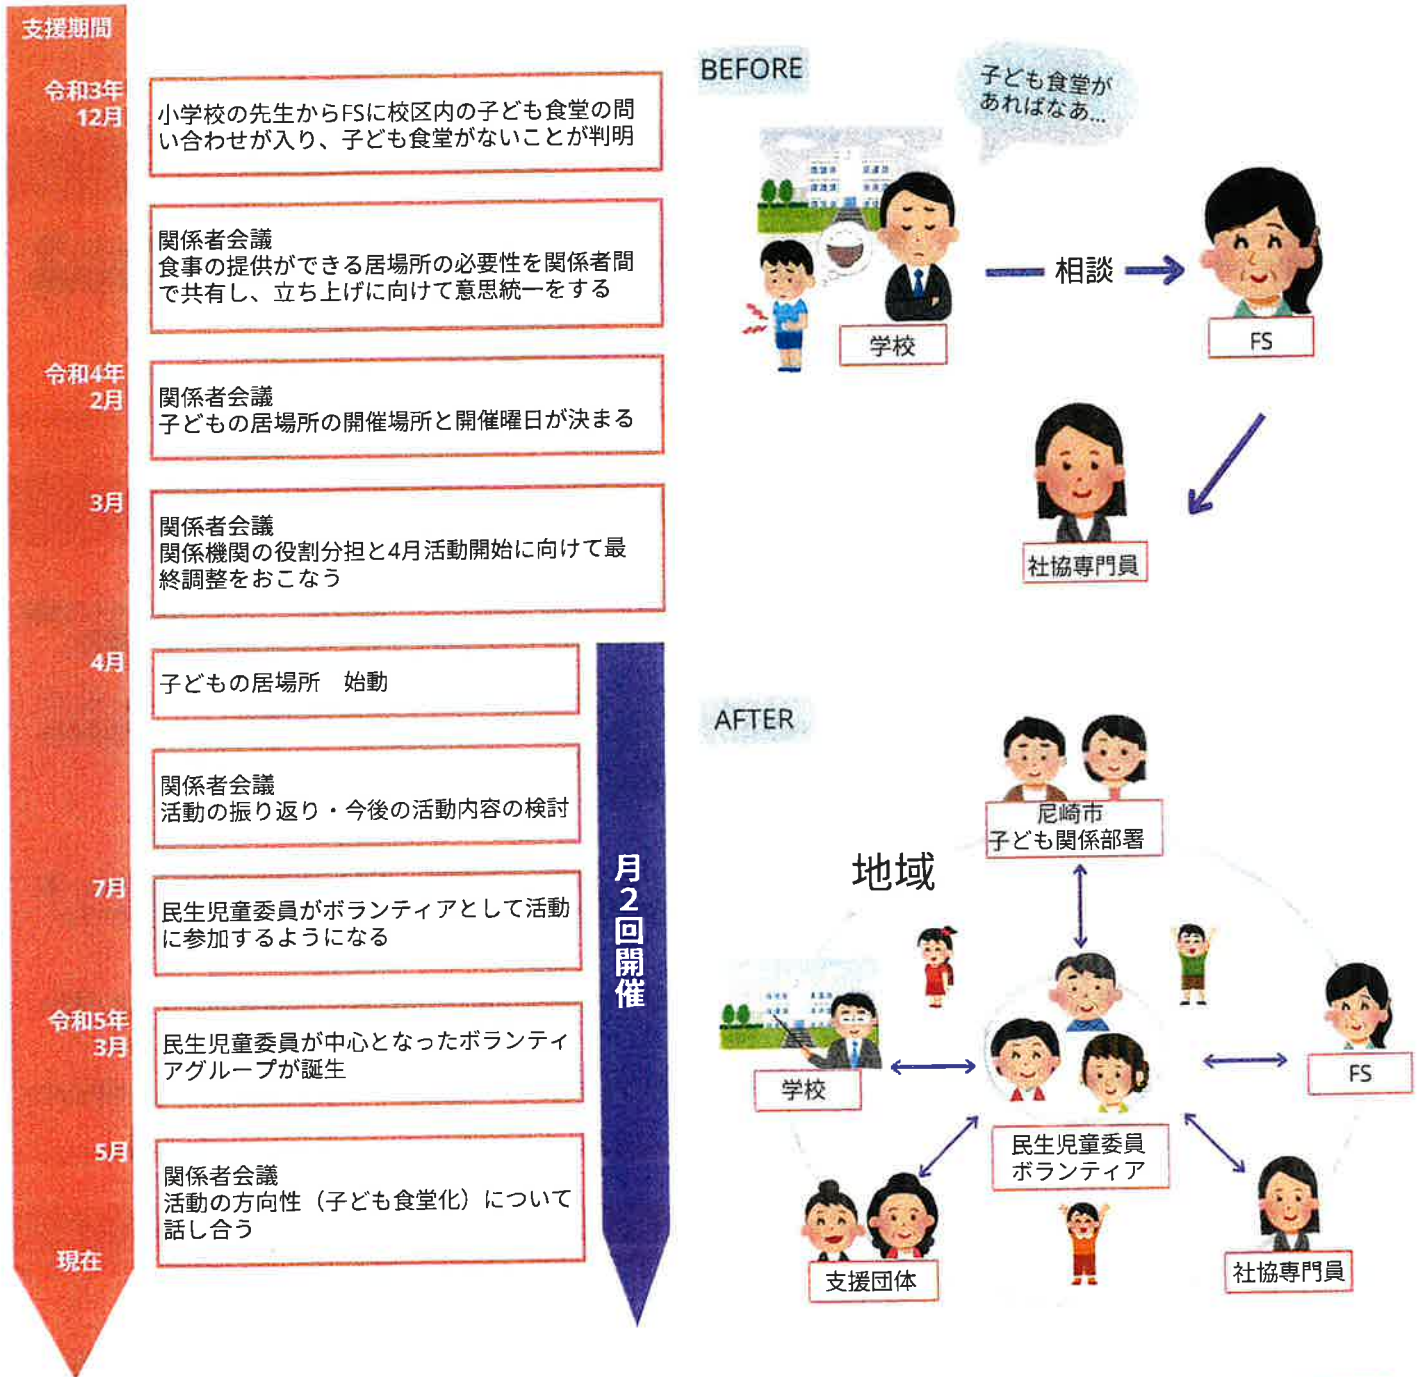 支援期間
令和3年
12月
小学校の先生からFSに校区内の子ども食堂の問
い合わせが入り、子ども食堂がないことが判明
関係者会議
食事の提供ができる居場所の必要性を関係者間
で共有し、立ち上げに向けて意思統一をする
令和4年
2月
関係者会議
子どもの居場所の開催場所と開催曜日が決まる
3月
関係者会議
関係機関の役割分担と4月活動開始に向けて最
終調整をおこなう
4月
子どもの居場所　始動
関係者会議
活動の振り返り・今後の活動内容の検討
7月
民生児童委員がボランティアとして活動
に参加するようになる
令和5年
3月
民生児童委員が中心となったボランティ
アグループが誕生
5月
関係者会議
活動の方向性（子ども食堂化）について
話し合う
現在
月2回開催
BEFORE
子ども食堂が
あればなあ...
学校
相談
FS
社協専門員
AFTER
尼崎市
子ども関係部署
地域
学校
FS
民生児童委員
ボランティア
支援団体
社協専門員